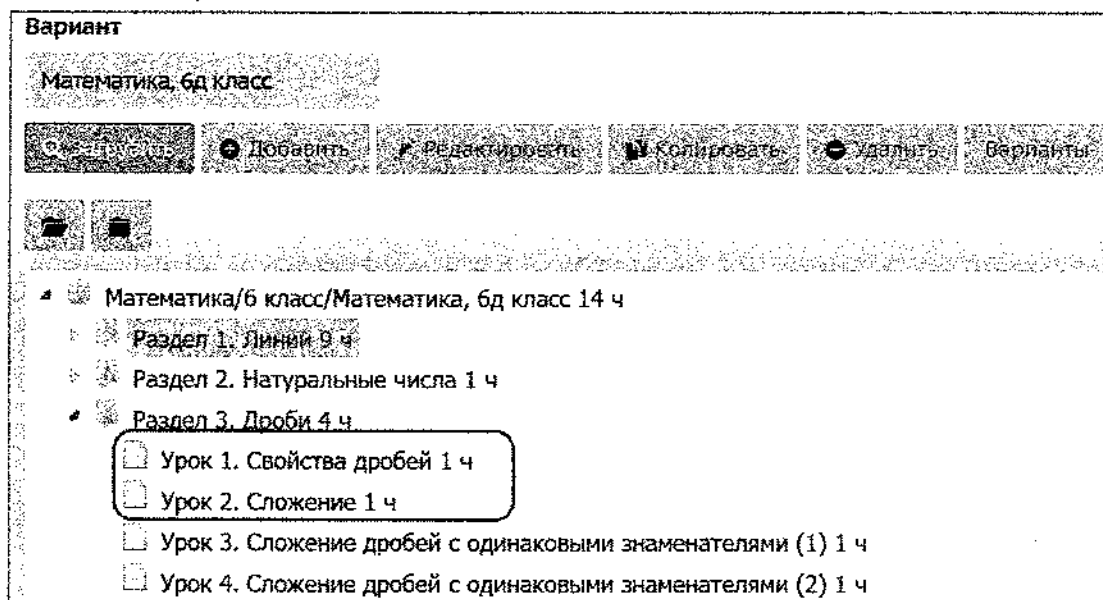 Вариант
Математика, 6д класс
Загрузить Добавить Редактировать Копировать Удалить Варианты
Математика/6 класс/Математика, 6д класс 14 ч
Раздел 1. Линии 9 ч
Раздел 2. Натуральные числа 1 ч
Раздел 3. Дроби 4 ч
Урок 1. Свойства дробей 1 ч
Урок 2. Сложение 1 ч
Урок 3. Сложение дробей с одинаковыми знаменателями (1) 1 ч
Урок 4. Сложение дробей с одинаковыми знаменателями (2) 1 ч